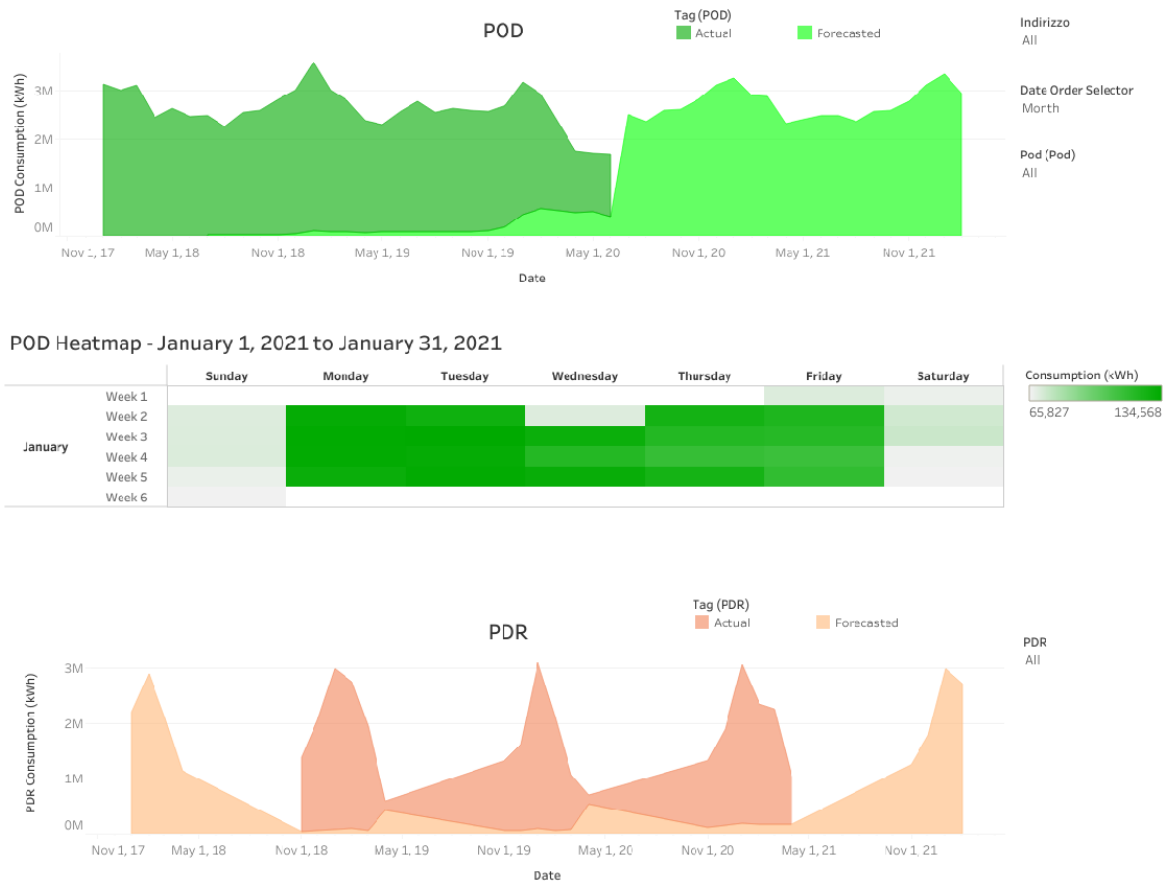 POD
Tag (POD)
Actual
Forecasted
Indirizzo
All
Date Order Selector
Month
Pod (Pod)
All
POD Consumption (kWh)
3M
2M
1M
0M
Nov 1, 17
May 1, 18
Nov 1, 18
May 1, 19
Nov 1, 19
May 1, 20
Nov 1, 20
May 1, 21
Nov 1, 21
Date
POD Heatmap - January 1, 2021 to January 31, 2021
Sunday
Monday
Tuesday
Wednesday
Thursday
Friday
Saturday
January
Week 1
Week 2
Week 3
Week 4
Week 5
Week 6
Consumption (kWh)
65,827
134,568
PDR
Tag (PDR)
Actual
Forecasted
PDR
All
PDR Consumption (kWh)
3M
2M
1M
0M
Nov 1, 17
May 1, 18
Nov 1, 18
May 1, 19
Nov 1, 19
May 1, 20
Nov 1, 20
May 1, 21
Nov 1, 21
Date